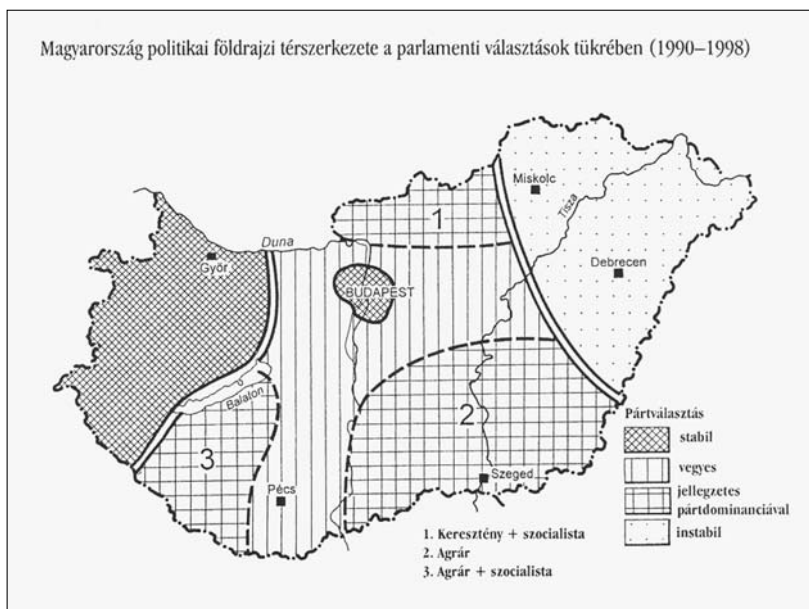 Magyarország politikai földrajzi térszerkezete a parlamenti választások tükrében (1990–1998)
1
Miskolc
Tisza
Duna
Győr
BUDAPEST
Debrecen
Balalon
2
3
Pécs
Szeged
Pártválasztás
stabil
vegyes
jellegzetes
pártdominanciával
instabil
1. Keresztény + szocialista
2. Agrár
3. Agrár + szocialista